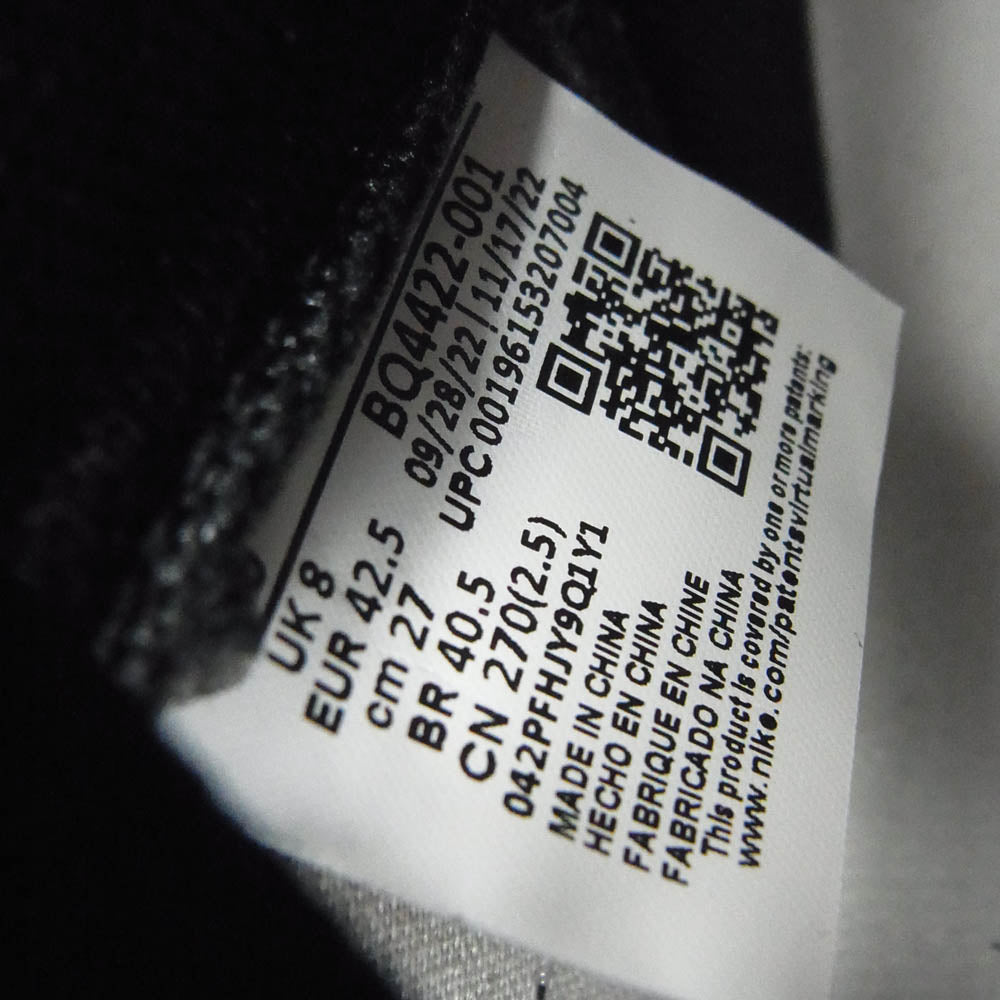 BQ4422-001
09/28/22 | 11/17/22
UPC 00196153207004
UK 8
EUR 42.5
cm 27
BR 40.5
CN 270(2.5)
042PFHJY9Q1Y1
MADE IN CHINA
HECHO EN CHINA
FABRIQUE EN CHINE
FABRICADO NA CHINA
This product is covered by one or more patents:
www.nike.com/patentsvirtualmarking